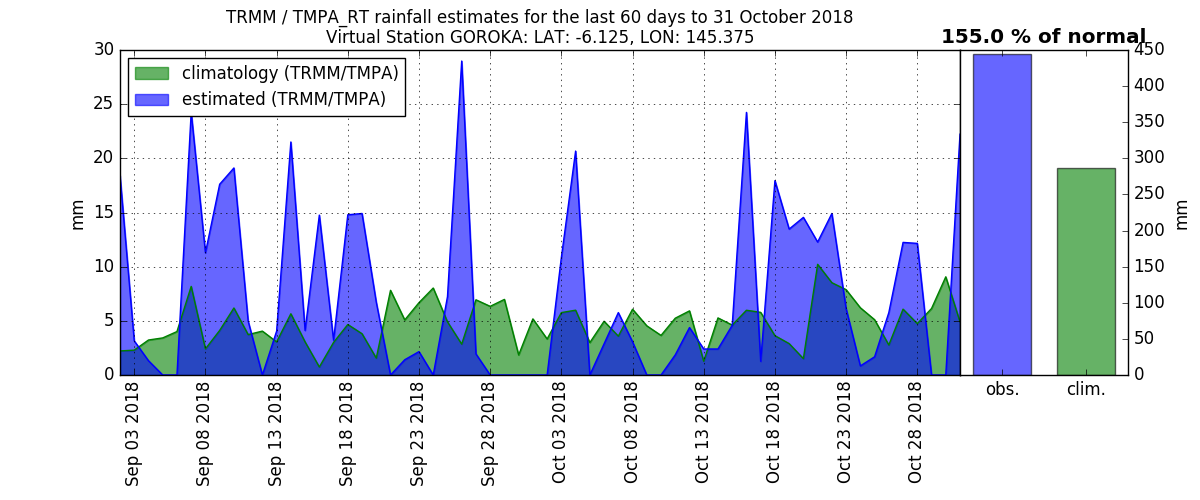 TRMM / TMPA_RT rainfall estimates for the last 60 days to 31 October 2018
Virtual Station GOROKA: LAT: -6.125, LON: 145.375
155.0 % of normal
climatology (TRMM/TMPA)
estimated (TRMM/TMPA)
30
25
20
15
10
5
0
mm
450
400
350
300
250
200
150
100
50
0
mm
Sep 03 2018
Sep 08 2018
Sep 13 2018
Sep 18 2018
Sep 23 2018
Sep 28 2018
Oct 03 2018
Oct 08 2018
Oct 13 2018
Oct 18 2018
Oct 23 2018
Oct 28 2018
obs.
clim.